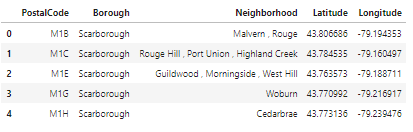 PostalCode Borough Neighborhood Latitude Longitude
0 M1B Scarborough Malvern , Rouge 43.806686 -79.194353
1 M1C Scarborough Rouge Hill , Port Union , Highland Creek 43.784535 -79.160497
2 M1E Scarborough Guildwood , Morningside , West Hill 43.763573 -79.188711
3 M1G Scarborough Woburn 43.770992 -79.216917
4 M1H Scarborough Cedarbrae 43.773136 -79.239476